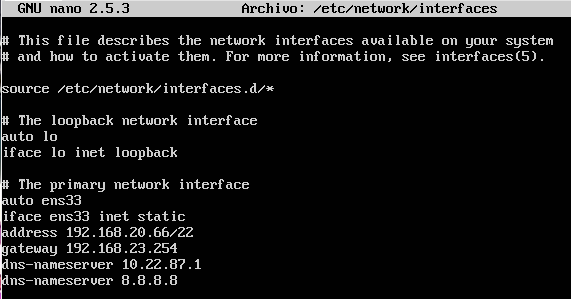 GNU nano 2.5.3 Archivo: /etc/network/interfaces
# This file describes the network interfaces available on your system
# and how to activate them. For more information, see interfaces(5).
source /etc/network/interfaces.d/*
# The loopback network interface
auto lo
iface lo inet loopback
# The primary network interface
auto ens33
iface ens33 inet static
address 192.168.20.66/22
gateway 192.168.23.254
dns-nameserver 10.22.87.1
dns-nameserver 8.8.8.8